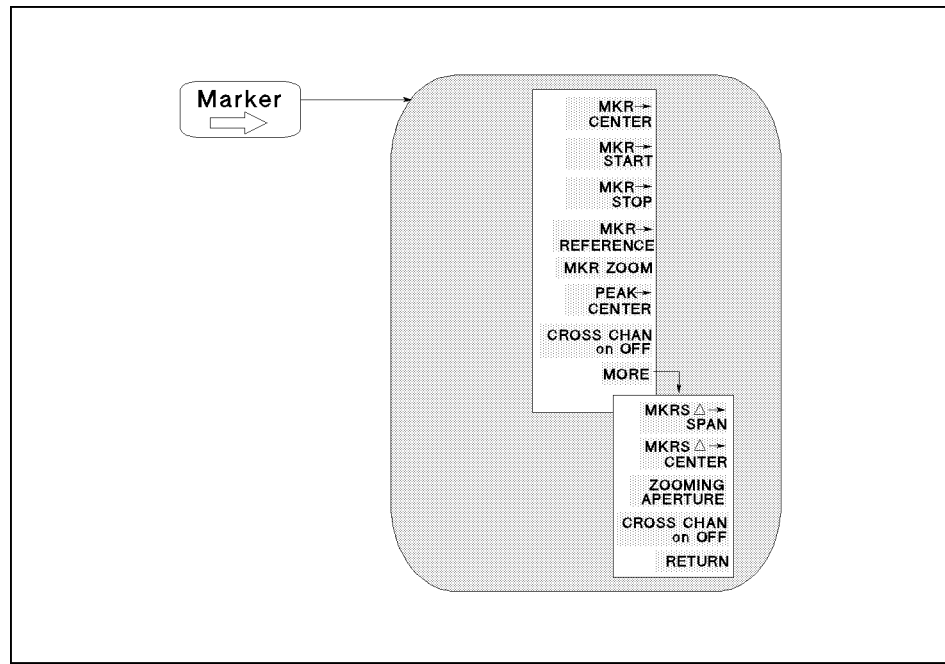 Marker
MKR→
CENTER
MKR→
START
MKR→
STOP
MKR→
REFERENCE
MKR ZOOM
PEAK→
CENTER
CROSS CHAN
on OFF
MORE
MKRS △→
SPAN
MKRS △→
CENTER
ZOOMING
APERTURE
CROSS CHAN
on OFF
RETURN